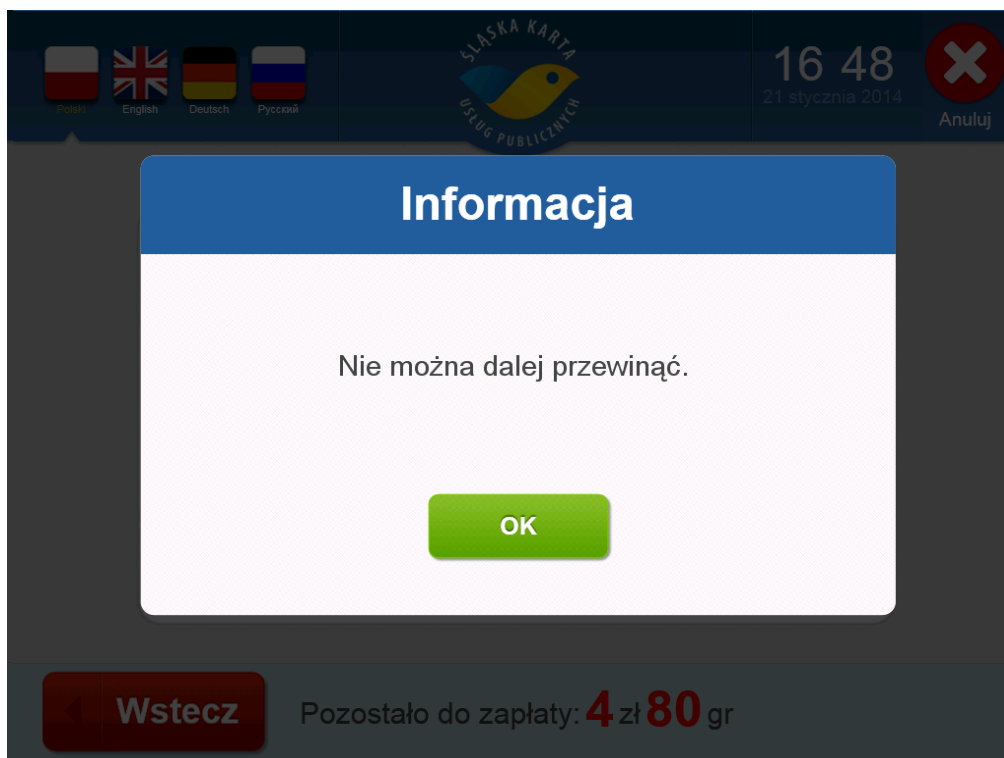 Polski
English
Deutsch
Русский
ŚLĄSKA KARTA
USŁUG PUBLICZNYCH
16 48
21 stycznia 2014
Anuluj
Informacja
Nie można dalej przewinąć.
OK
Wstecz
Pozostało do zapłaty: 4 zł 80 gr